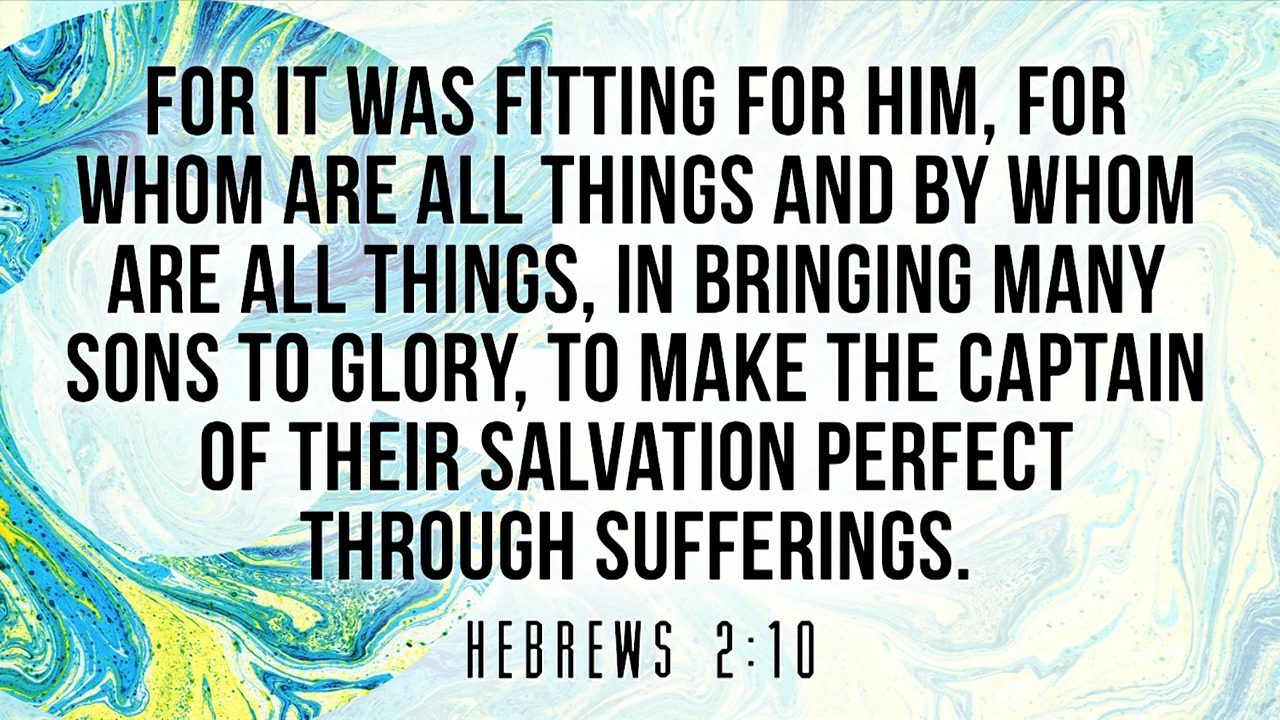 FOR IT WAS FITTING FOR HIM, FOR
WHOM ARE ALL THINGS AND BY WHOM
ARE ALL THINGS, IN BRINGING MANY
SONS TO GLORY, TO MAKE THE CAPTAIN
OF THEIR SALVATION PERFECT
THROUGH SUFFERINGS.
HEBREWS 2:10